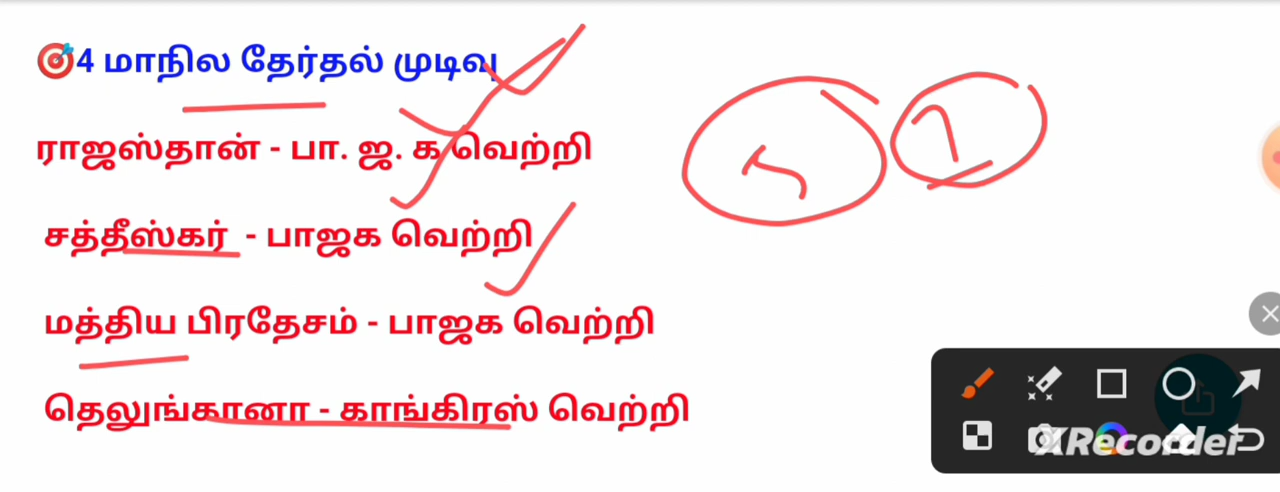 🎯4 மாநில தேர்தல் முடிவு
ராஜஸ்தான் - பா. ஜ. க வெற்றி
சத்தீஸ்கர் - பாஜக வெற்றி
மத்திய பிரதேசம் - பாஜக வெற்றி
தெலுங்கானா - காங்கிரஸ் வெற்றி
XRecorder